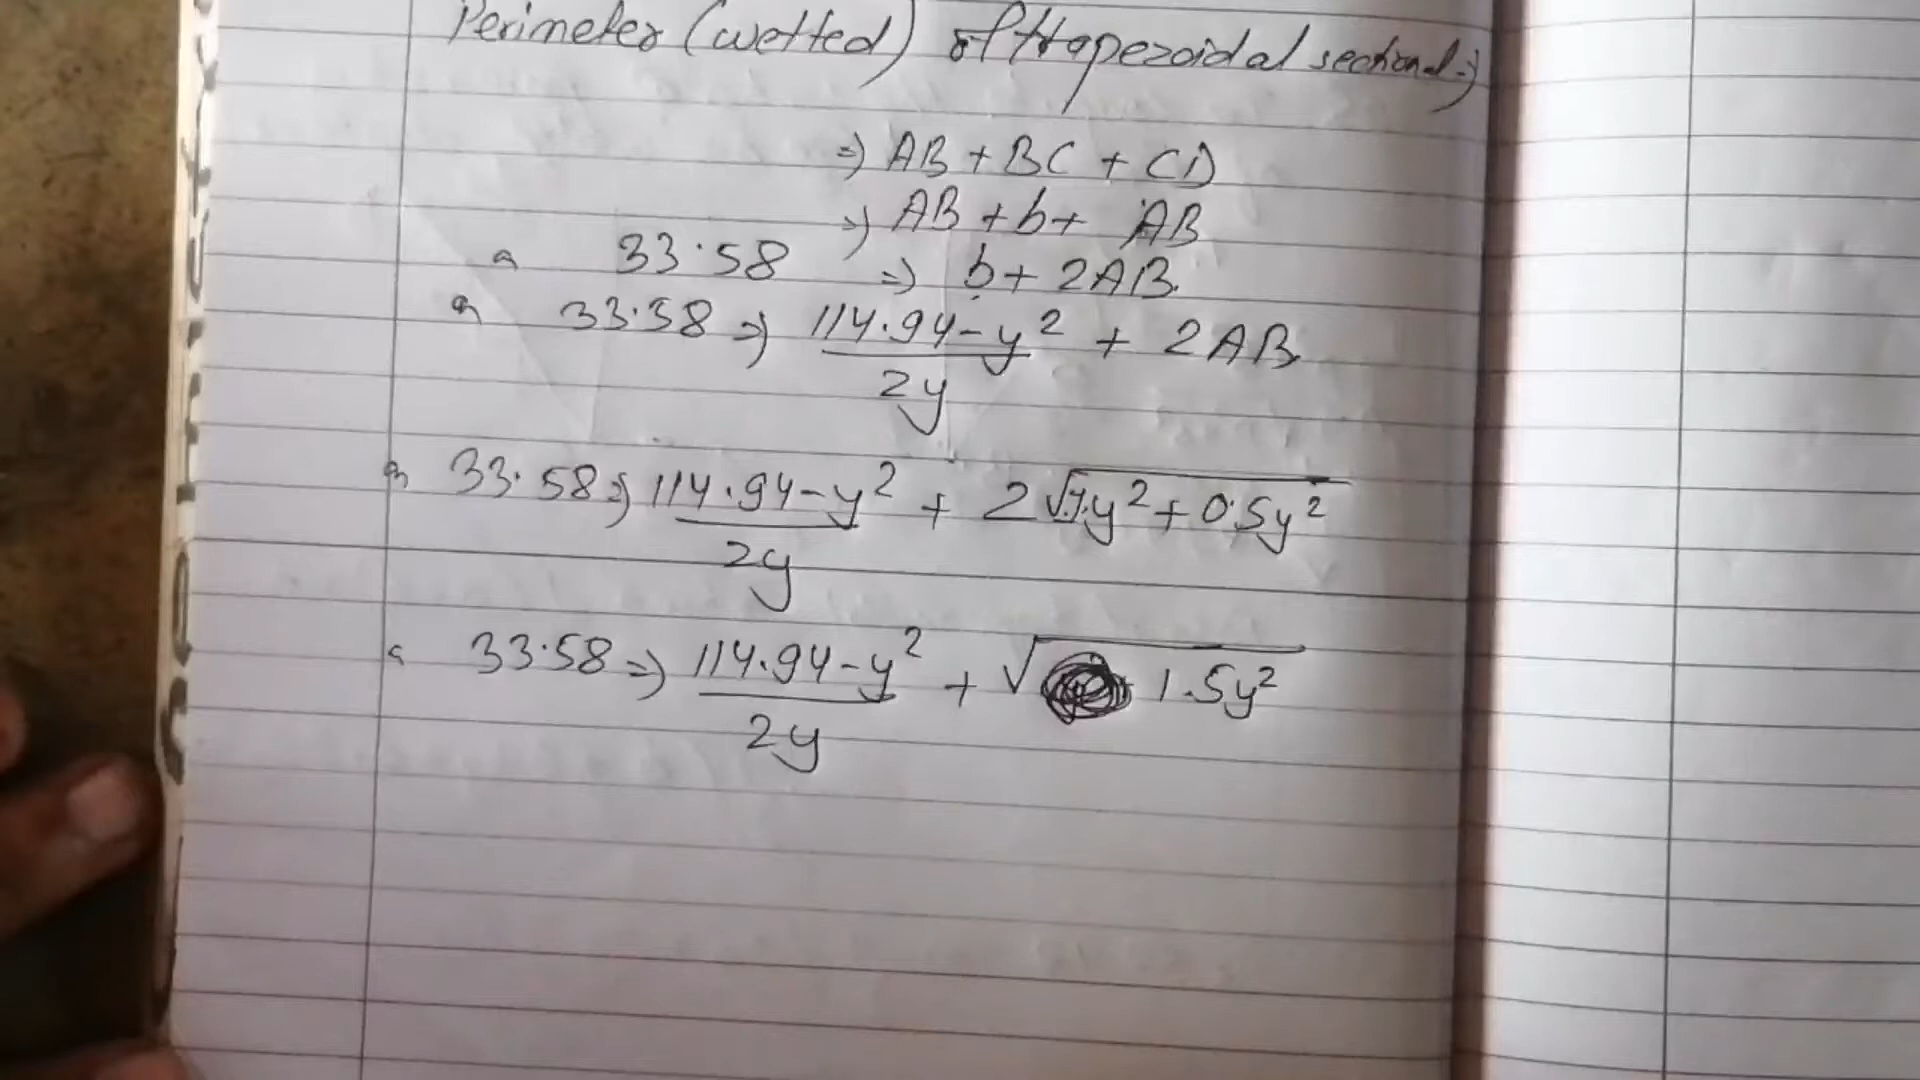 Perimeter (wetted) of trapezoidal sectional ⇒
⇒ AB + BC + CD
⇒ AB + b + AB
33.58 ⇒ b + 2AB
33.58 ⇒ (114.94-y²)/2y + 2AB
33.58 ⇒ (114.94-y²)/2y + 2√(y²+0.5y²)
33.58 ⇒ (114.94-y²)/2y + √(1.5y²)